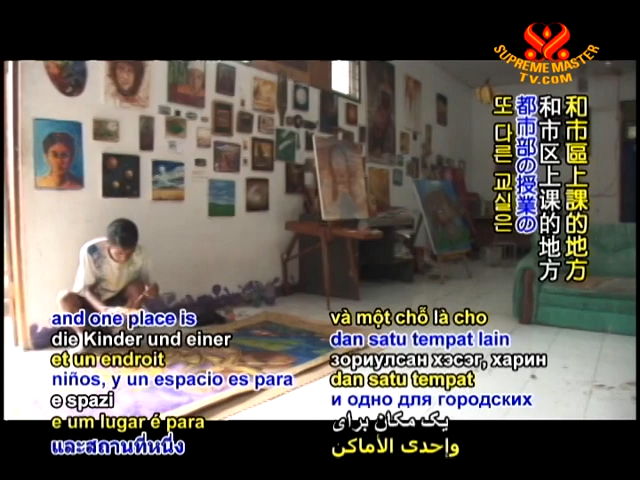 SUPREME MASTER
TV.COM
和市區上課的地方
和市区上课的地方
都市部の授業の
또 다른 교실은
and one place is
die Kinder und einer
et un endroit
niños, y un espacio es para
e spazi
e um lugar é para
และสถานที่หนึ่ง
và một chỗ là cho
dan satu tempat lain
зориулсан хэсэг, харин
dan satu tempat
и одно для городских
یک مکان برای
وإحدى الأماكن